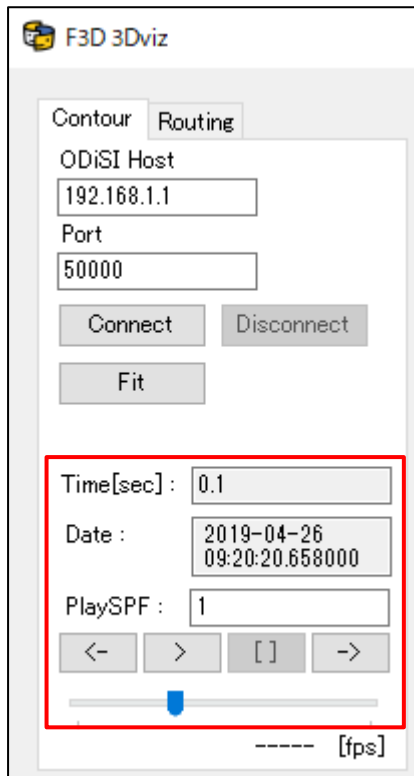 F3D 3Dviz
Contour Routing
ODiSI Host
192.168.1.1
Port
50000
Connect Disconnect
Fit
Time[sec] : 0.1
Date : 2019-04-26
09:20:20.658000
PlaySPF : 1
<- > [ ] ->
----- [fps]